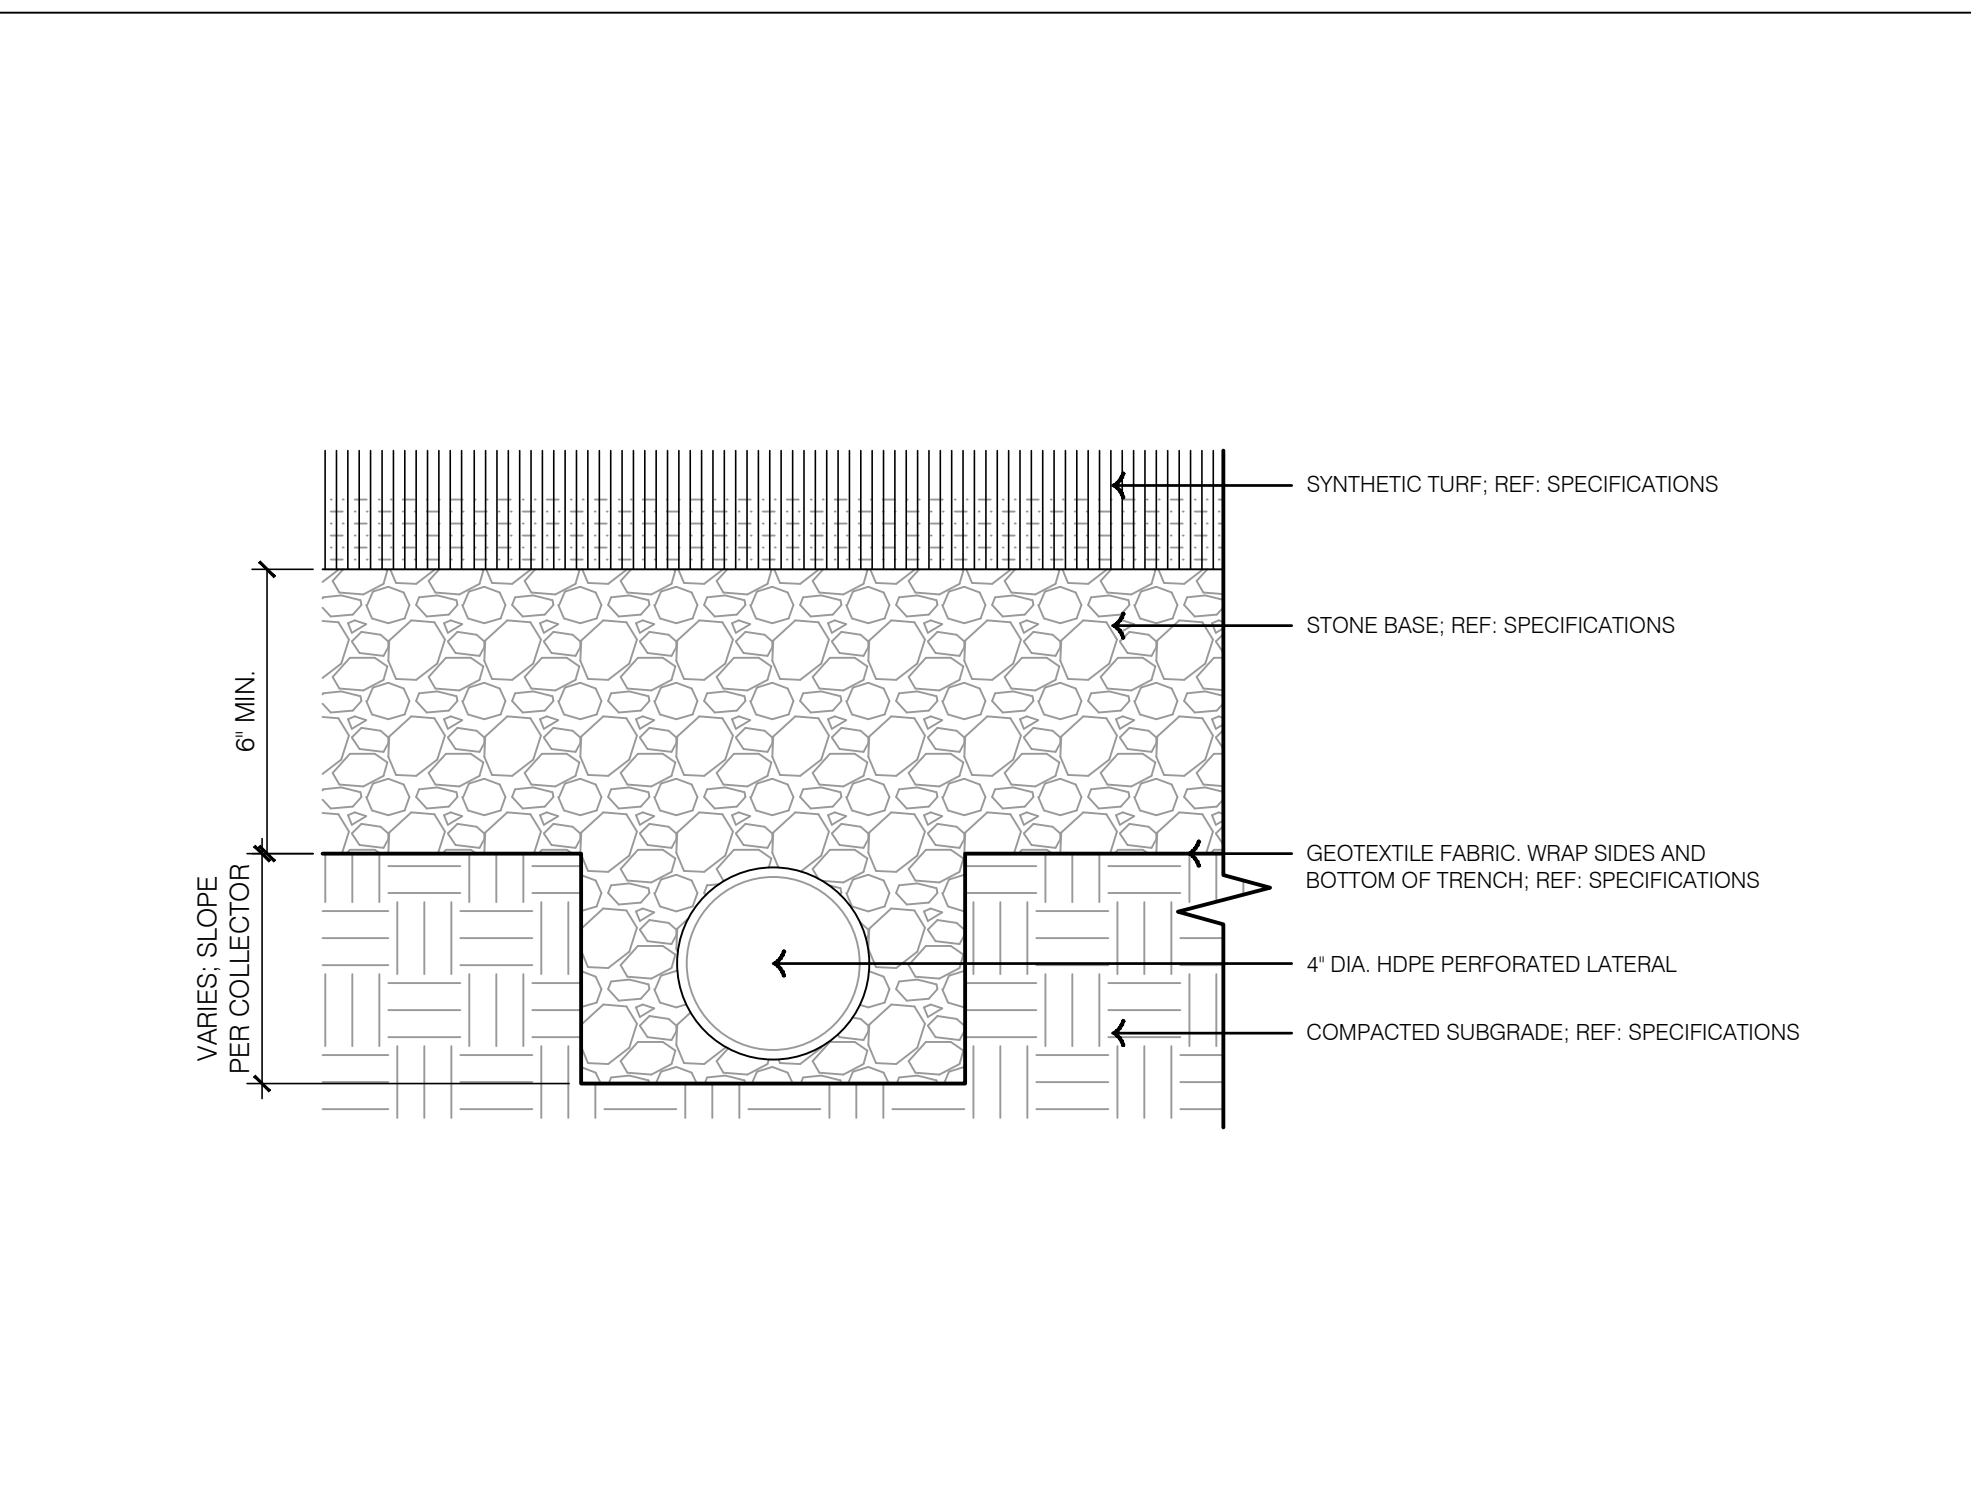 SYNTHETIC TURF; REF: SPECIFICATIONS
STONE BASE; REF: SPECIFICATIONS
6" MIN.
GEOTEXTILE FABRIC. WRAP SIDES AND
BOTTOM OF TRENCH; REF: SPECIFICATIONS
VARIES; SLOPE
PER COLLECTOR
4" DIA. HDPE PERFORATED LATERAL
COMPACTED SUBGRADE; REF: SPECIFICATIONS